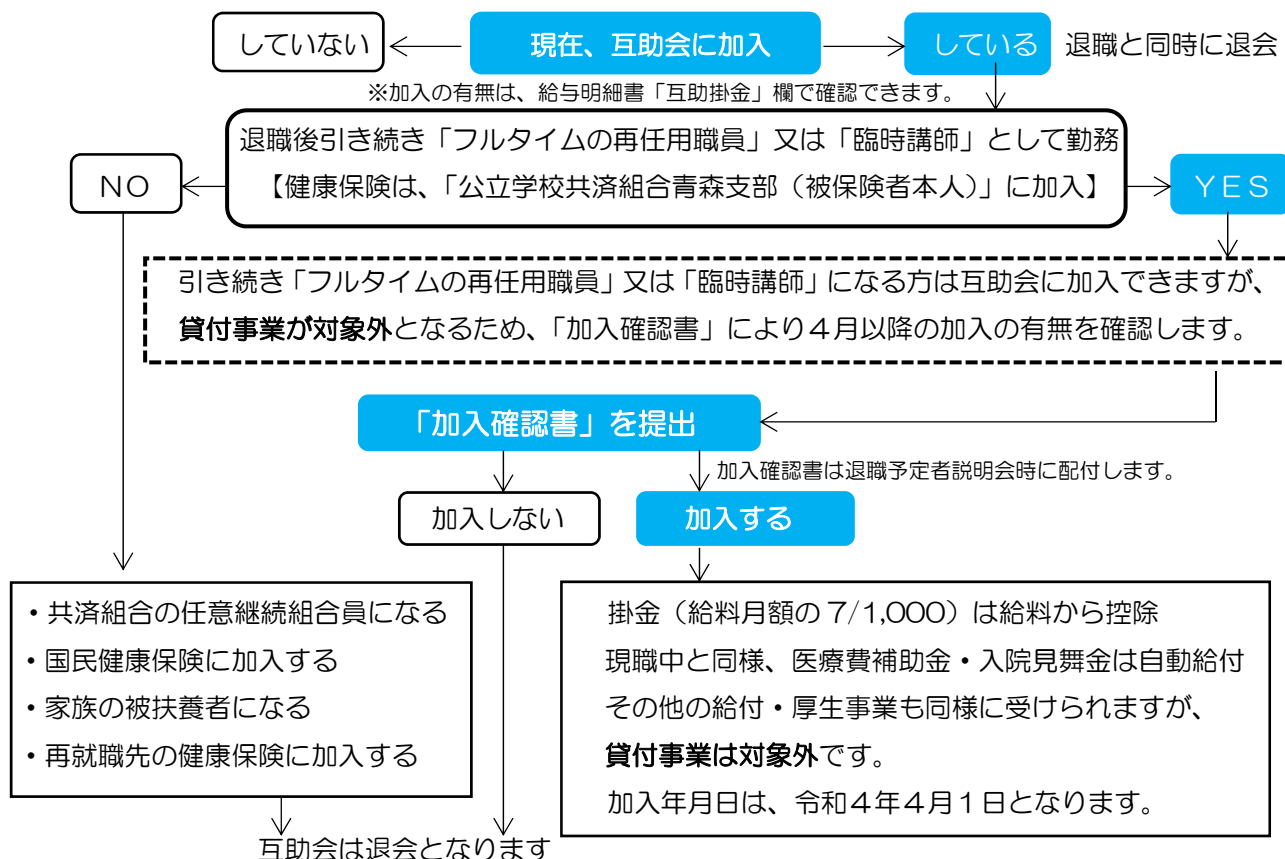 していない
現在、互助会に加入
している
退職と同時に退会
※加入の有無は、給与明細書「互助掛金」欄で確認できます。
退職後引き続き「フルタイムの再任用職員」又は「臨時講師」として勤務
【健康保険は、「公立学校共済組合青森支部（被保険者本人）」に加入】
NO
YES
引き続き「フルタイムの再任用職員」又は「臨時講師」になる方は互助会に加入できますが、
貸付事業が対象外となるため、「加入確認書」により４月以降の加入の有無を確認します。
「加入確認書」を提出
加入確認書は退職予定者説明会時に配付します。
加入しない
加入する
・共済組合の任意継続組合員になる
・国民健康保険に加入する
・家族の被扶養者になる
・再就職先の健康保険に加入する
掛金（給料月額の 7/1,000）は給料から控除
現職中と同様、医療費補助金・入院見舞金は自動給付
その他の給付・厚生事業も同様に受けられますが、
貸付事業は対象外です。
加入年月日は、令和４年４月１日となります。
互助会は退会となります